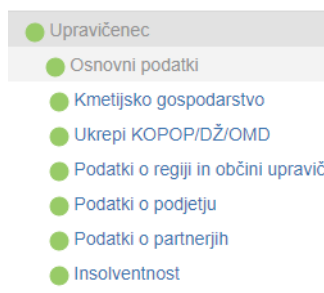 Upravičenec
Osnovni podatki
Kmetijsko gospodarstvo
Ukrepi KOPOP/DŽ/OMD
Podatki o regiji in občini upravič
Podatki o podjetju
Podatki o partnerjih
Insolventnost